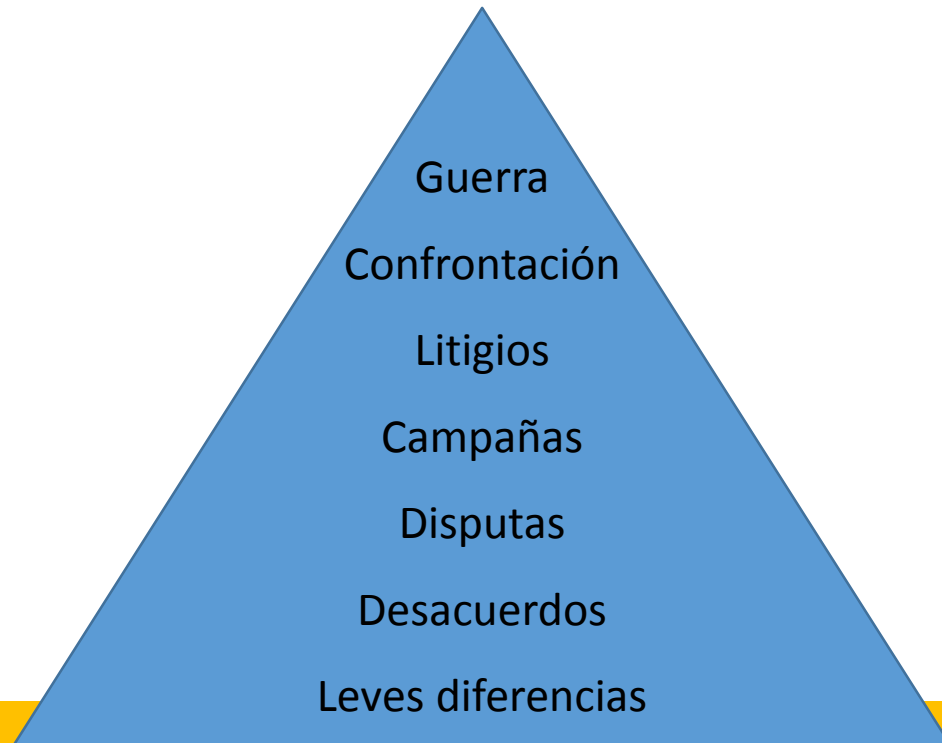 Guerra
Confrontación
Litigios
Campañas
Disputas
Desacuerdos
Leves diferencias